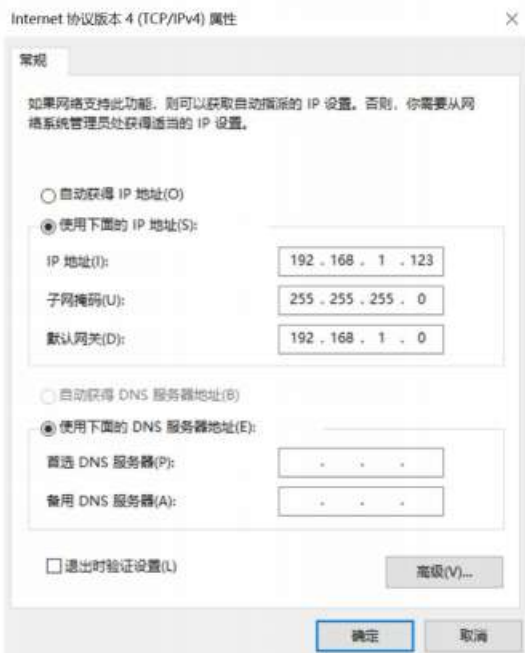 Internet 协议版本 4 (TCP/IPv4) 属性
常规
如果网络支持此功能，则可以获取自动指派的 IP 设置。否则，你需要从网
络系统管理员处获得适当的 IP 设置。
自动获得 IP 地址(O)
使用下面的 IP 地址(S):
IP 地址(I): 192 . 168 . 1 . 123
子网掩码(U): 255 . 255 . 255 . 0
默认网关(D): 192 . 168 . 1 . 0
自动获得 DNS 服务器地址(B)
使用下面的 DNS 服务器地址(E):
首选 DNS 服务器(P): . . .
备用 DNS 服务器(A): . . .
退出时验证设置(L)
高级(V)...
确定 取消